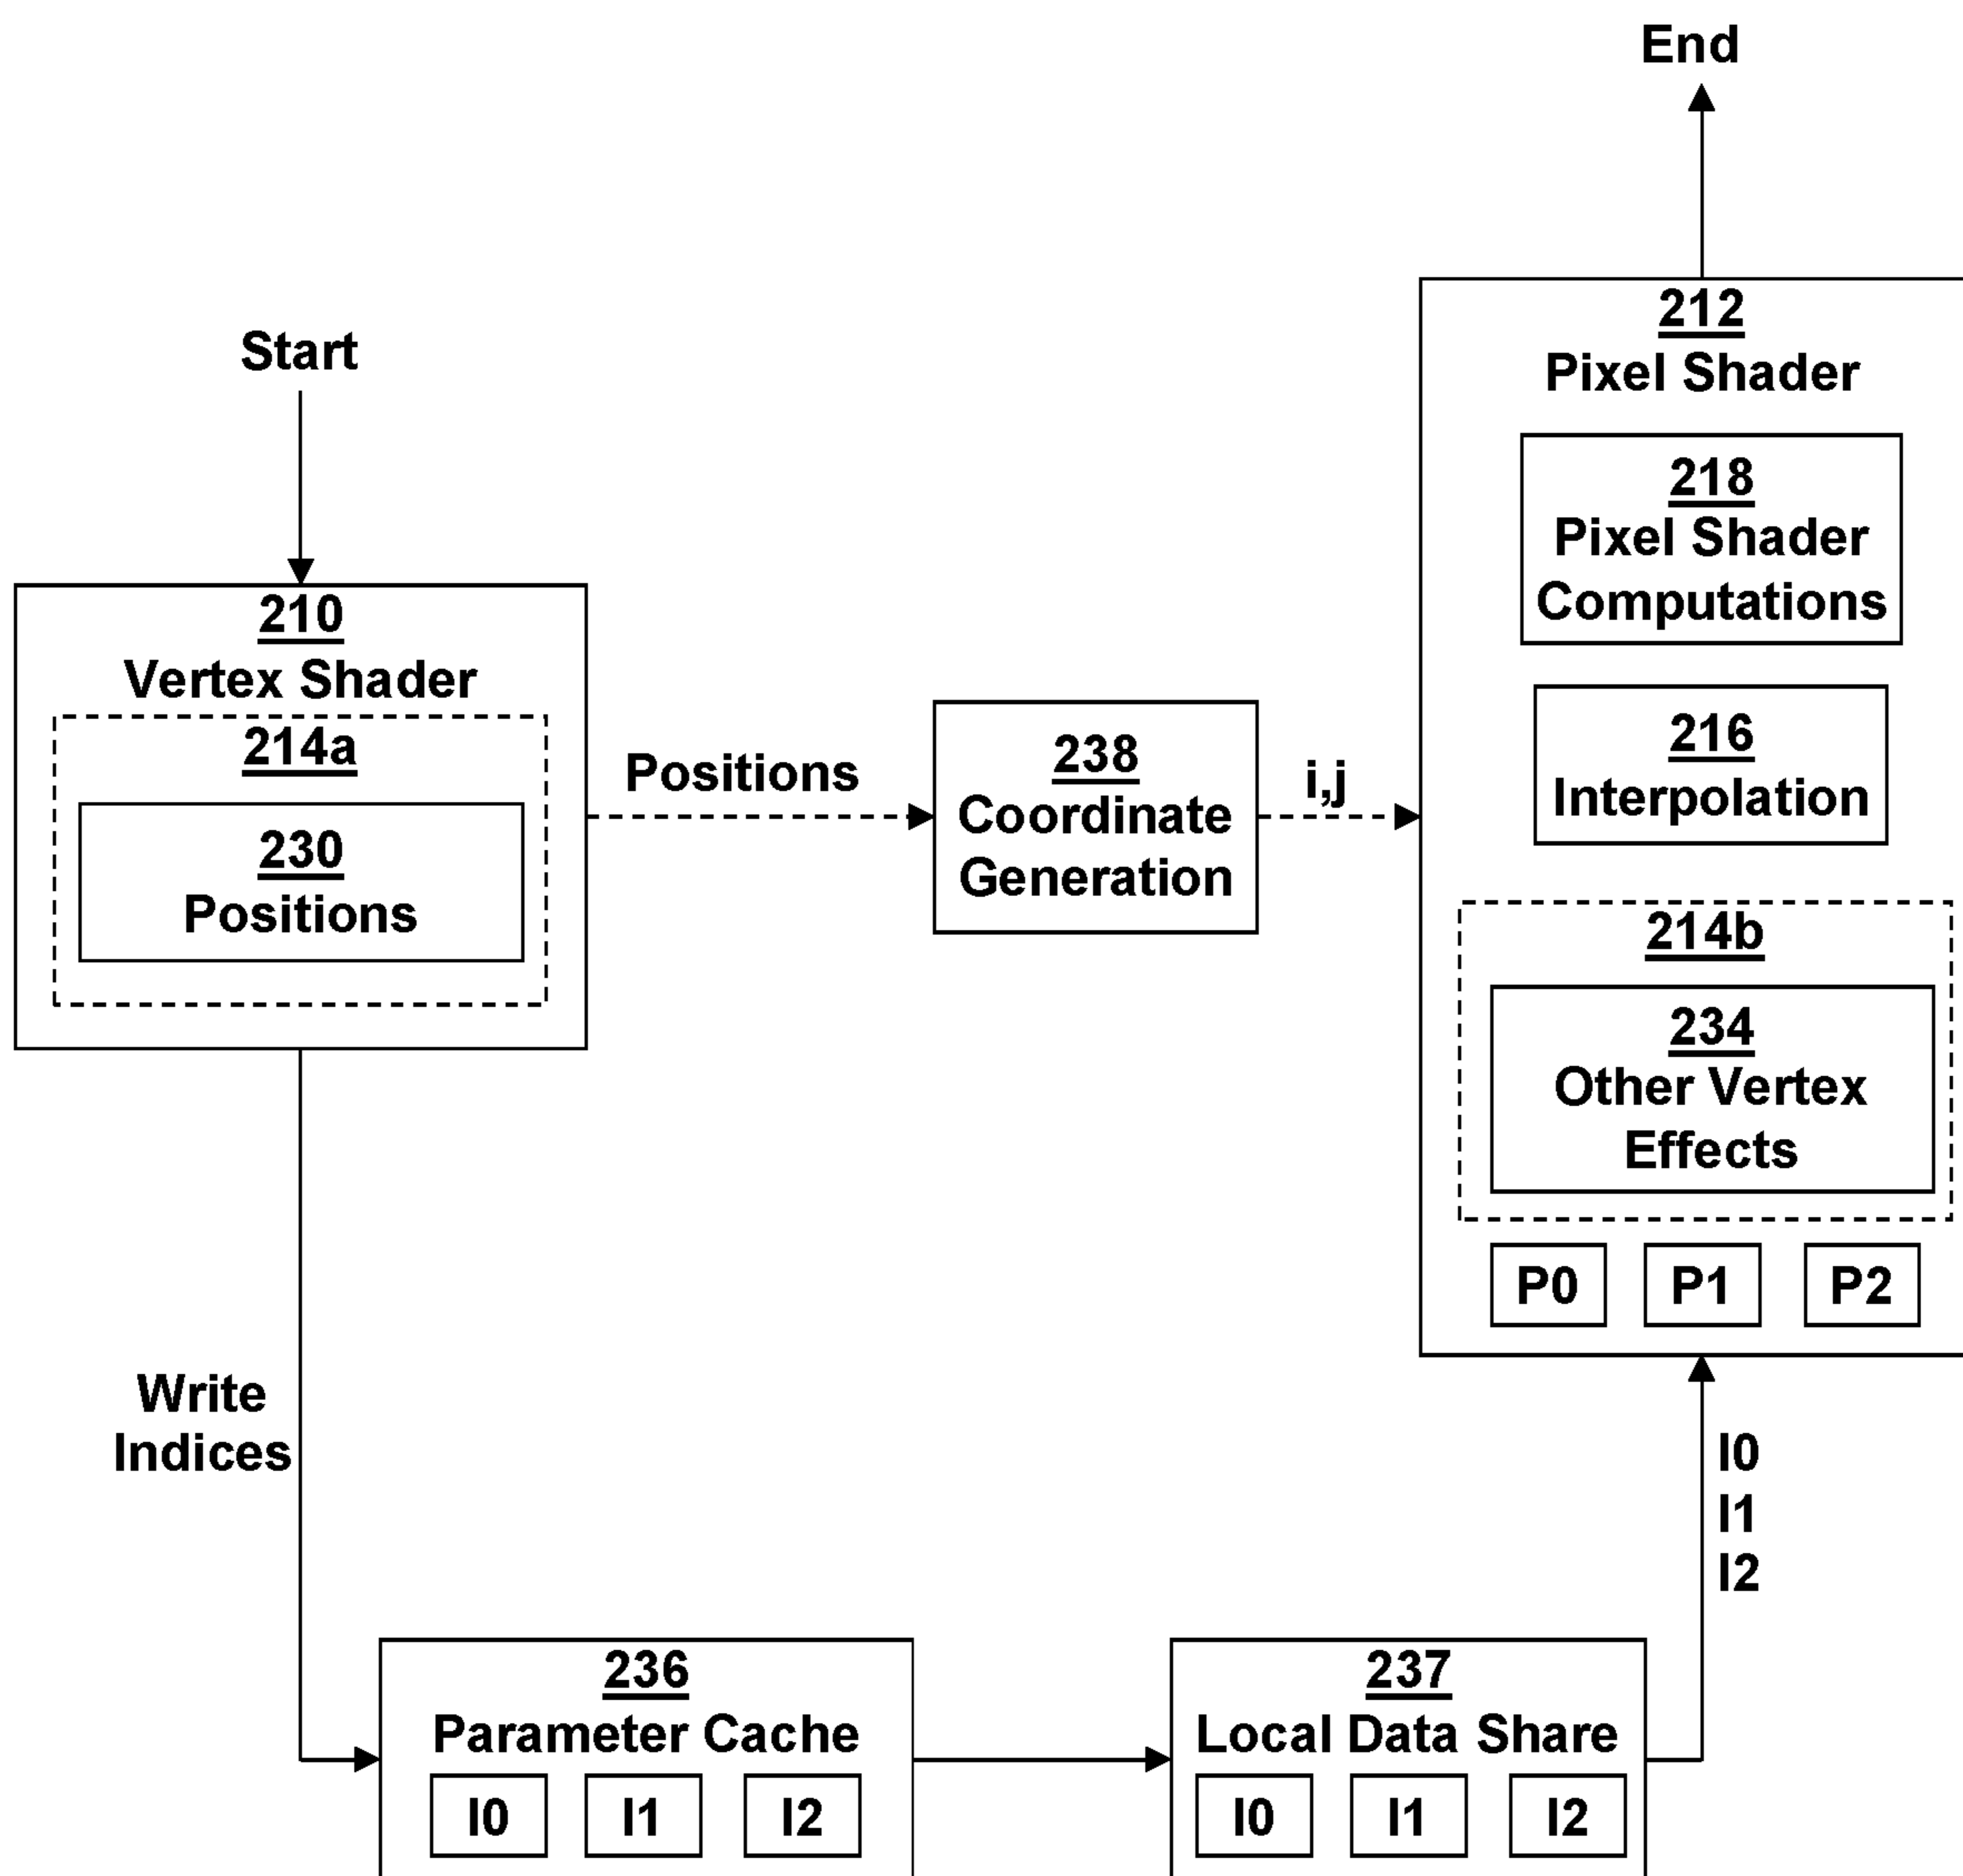 End
212
Pixel Shader
218
Pixel Shader
Computations
216
Interpolation
214b
234
Other Vertex
Effects
P0 P1 P2
Start
210
Vertex Shader
214a
230
Positions
Positions
238
Coordinate
Generation
i,j
Write
Indices
I0
I1
I2
236
Parameter Cache
I0 I1 I2
237
Local Data Share
I0 I1 I2